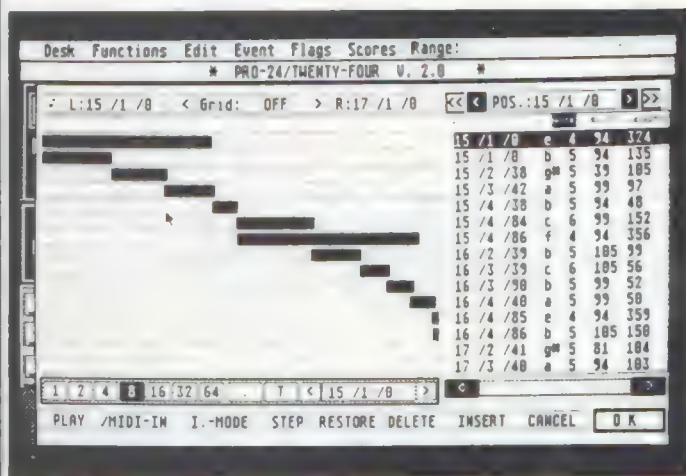 Desk Functions Edit Event Flags Scores Range:
* PRO-24/TWENTY-FOUR V. 2.0 *
L:15 /1 /0 < Grid: OFF > R:17 /1 /0 << < POS.:15 /1 /0 > >>
15 /1 /0 e 4 94 324
15 /1 /0 b 5 94 135
15 /2 /38 g# 5 39 105
15 /3 /42 a 5 99 97
15 /4 /38 b 5 94 48
15 /4 /84 c 6 99 152
15 /4 /86 f 4 94 356
16 /2 /39 b 5 105 99
16 /3 /39 c 6 105 56
16 /3 /90 b 5 99 52
16 /4 /40 a 5 99 50
16 /4 /85 e 4 94 359
16 /4 /86 b 5 105 150
17 /2 /41 g# 5 81 104
17 /3 /40 a 5 94 103
1 2 4 8 16 32 64 . T < 15 /1 /0 > < >
PLAY /MIDI-IN I.-MODE STEP RESTORE DELETE INSERT CANCEL OK